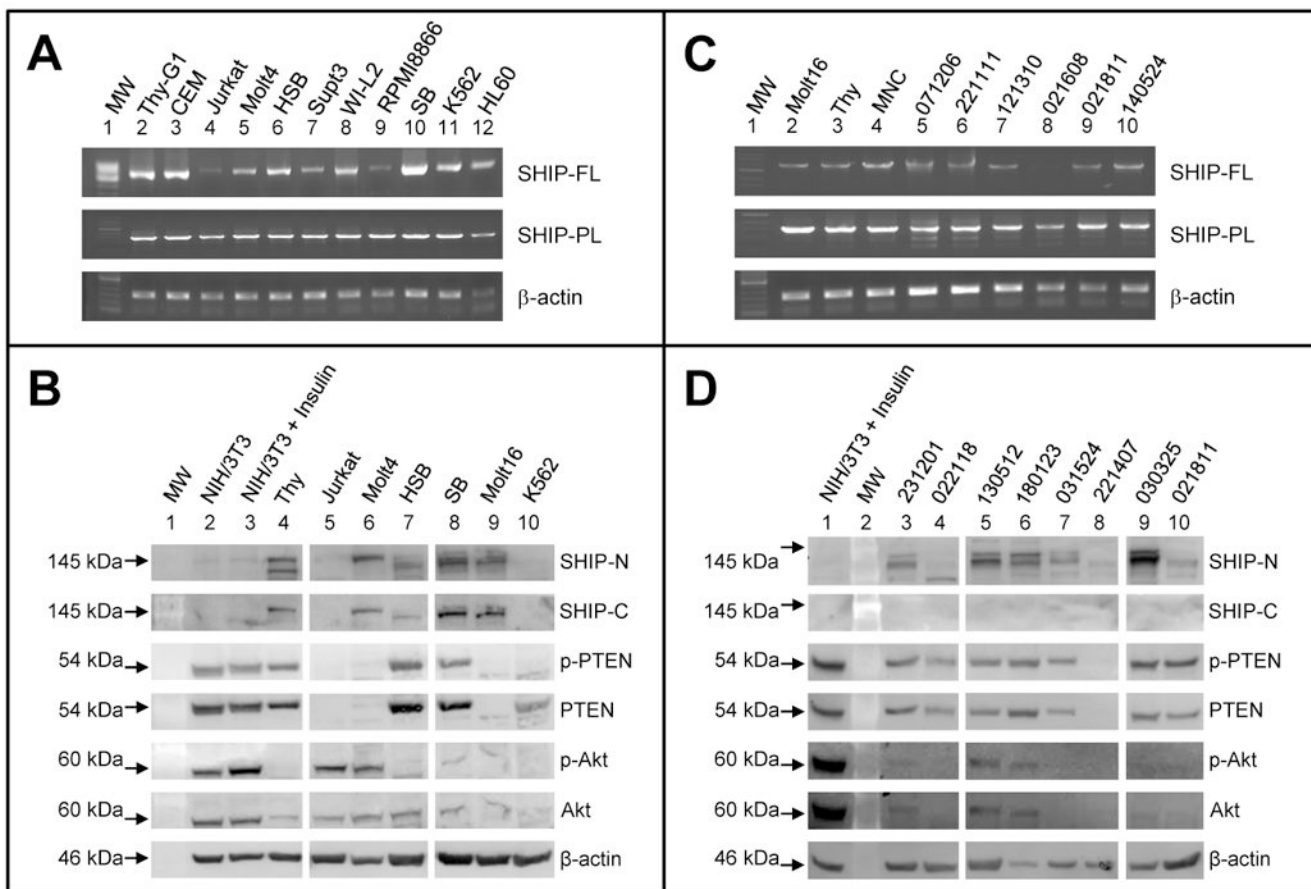 A
MW Thy-G1 CEM Jurkat Molt4 HSB Supt3 WI-L2 RPMI8866 SB K562 HL60
1 2 3 4 5 6 7 8 9 10 11 12
SHIP-FL
SHIP-PL
β-actin
C
MW Molt16 Thy MNC 071206 221111 121310 021608 021811 140524
1 2 3 4 5 6 7 8 9 10
SHIP-FL
SHIP-PL
β-actin
B
MW NIH/3T3 NIH/3T3 + Insulin Thy Jurkat Molt4 HSB SB Molt16 K562
1 2 3 4 5 6 7 8 9 10
145 kDa SHIP-N
145 kDa SHIP-C
54 kDa p-PTEN
54 kDa PTEN
60 kDa p-Akt
60 kDa Akt
46 kDa β-actin
D
NIH/3T3 + Insulin MW 231201 022118 130512 180123 031524 221407 030325 021811
1 2 3 4 5 6 7 8 9 10
145 kDa SHIP-N
145 kDa SHIP-C
54 kDa p-PTEN
54 kDa PTEN
60 kDa p-Akt
60 kDa Akt
46 kDa β-actin